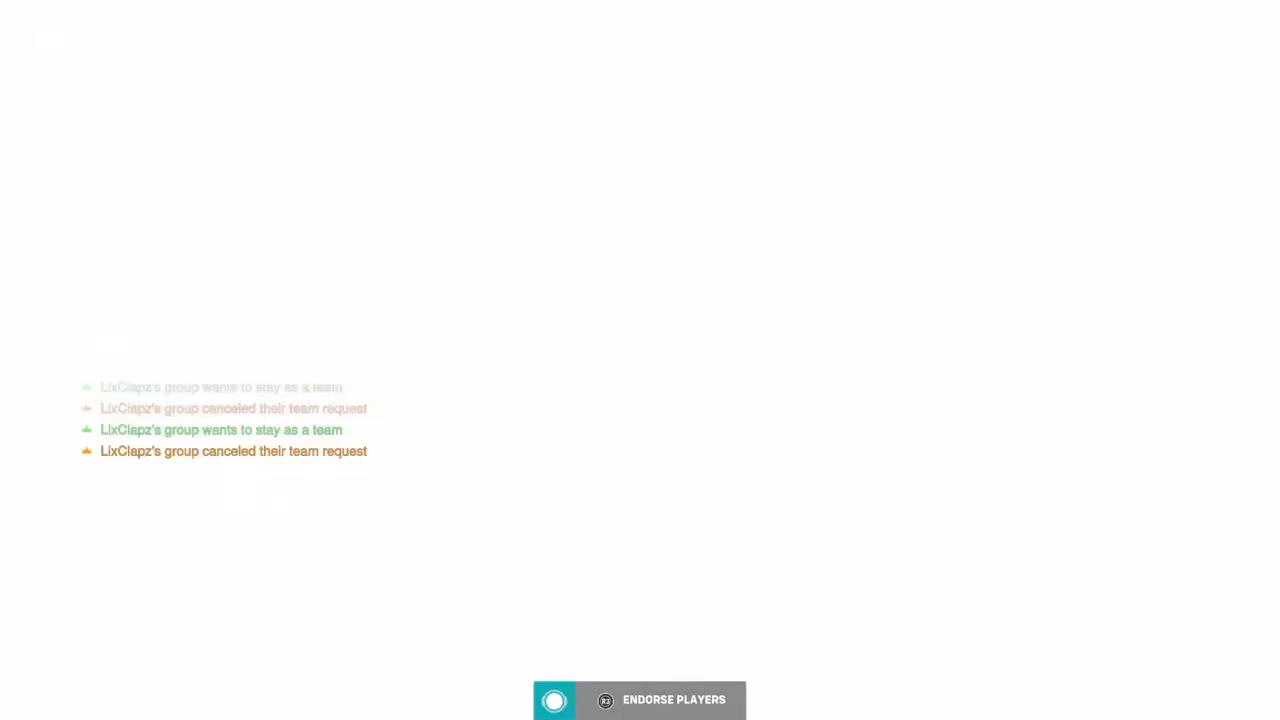 LixClapz's group wants to stay as a team
LixClapz's group canceled their team request
LixClapz's group wants to stay as a team
LixClapz's group canceled their team request
R3 ENDORSE PLAYERS